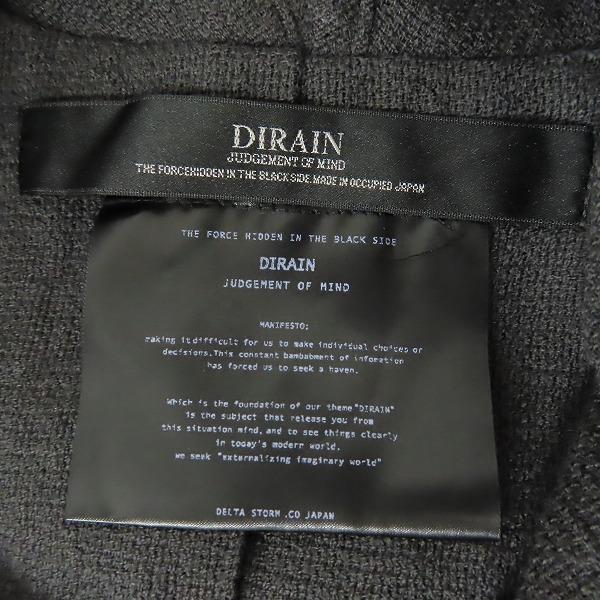 DIRAIN
JUDGEMENT OF MIND
THE FORCEHIDDEN IN THE BLACK SIDE.MADE IN OCCUPIED JAPAN
THE FORCE HIDDEN IN THE BLACK SIDE
DIRAIN
JUDGEMENT OF MIND
MANIFESTO;
making itdifficult for us to make individual choices or
decisions.This constant bambabment of infomation
has forced us to seek a haven.
Which is the foundation of our theme"DIRAIN"
is the subject that release you from
this situation mind, and to see things clearly
in today's modern world.
we seek "externalizing imaginary world"
DELTA STORM .CO JAPAN